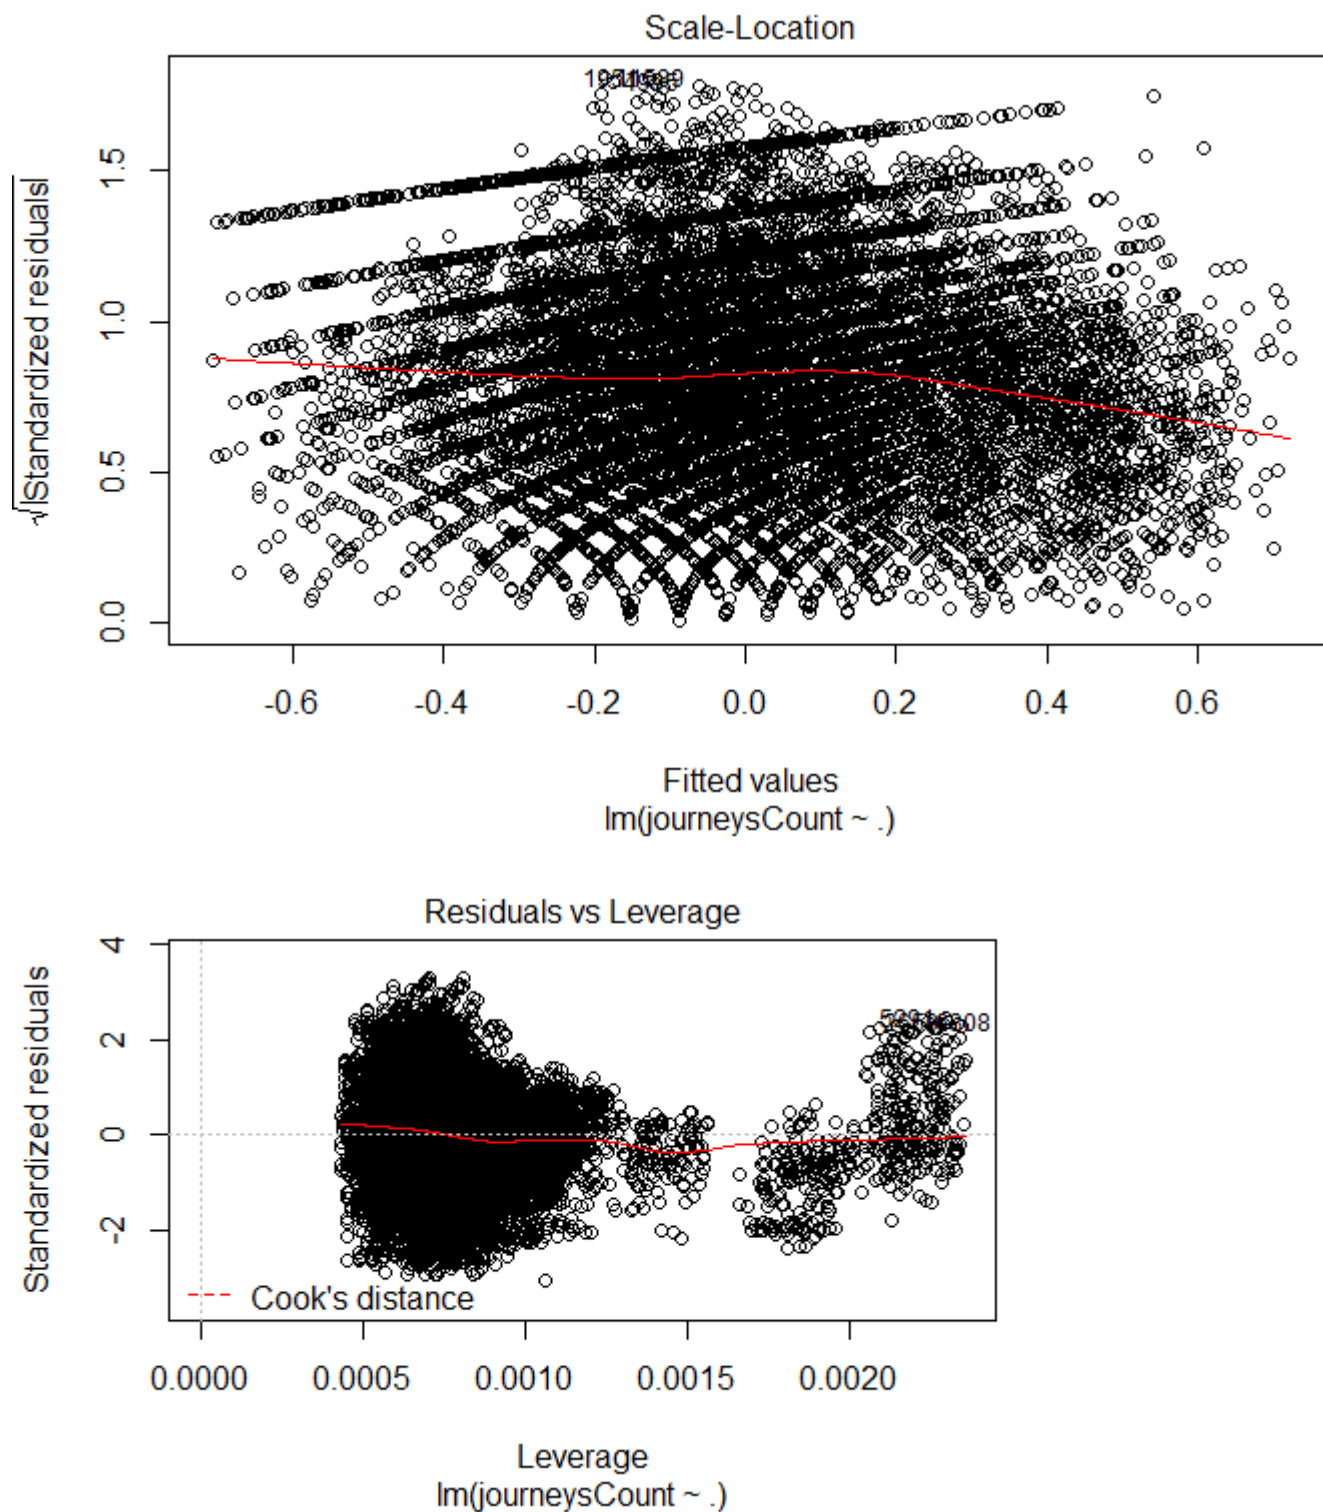 Scale-Location
√|Standardized residuals|
1.5
1.0
0.5
0.0
-0.6 -0.4 -0.2 0.0 0.2 0.4 0.6
Fitted values
lm(journeysCount ~ .)
Residuals vs Leverage
Standardized residuals
4
2
0
-2
Cook's distance
0.0000 0.0005 0.0010 0.0015 0.0020
Leverage
lm(journeysCount ~ .)